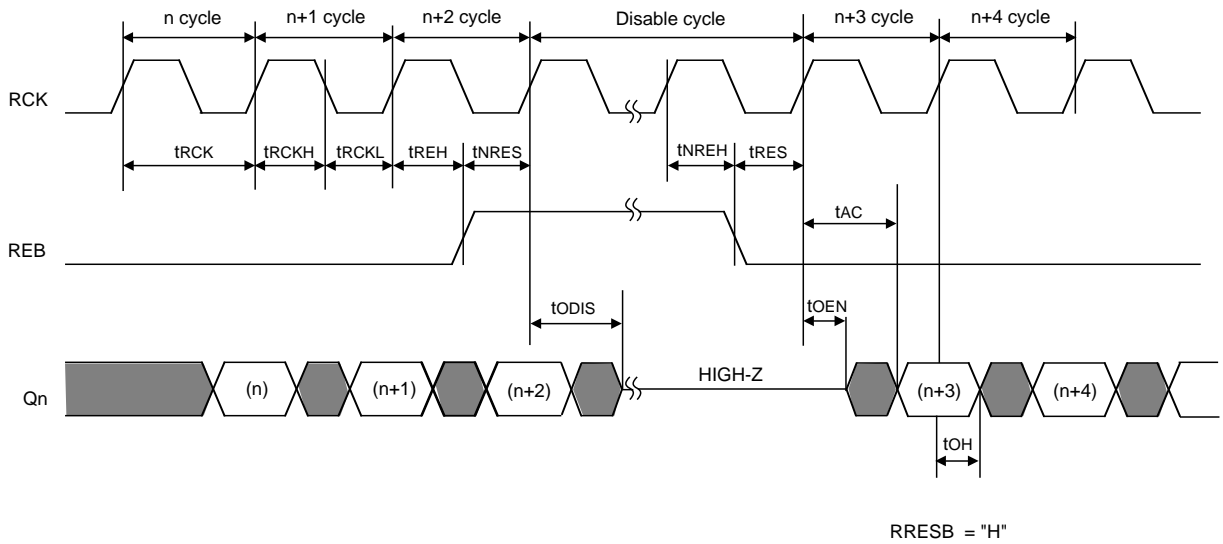 n cycle n+1 cycle n+2 cycle Disable cycle n+3 cycle n+4 cycle
RCK
tRCK tRCKH tRCKL tREH tNRES tNREH tRES
tAC
REB
tODIS tOEN
HIGH-Z
Qn (n) (n+1) (n+2) (n+3) (n+4)
tOH
RRESB = "H"